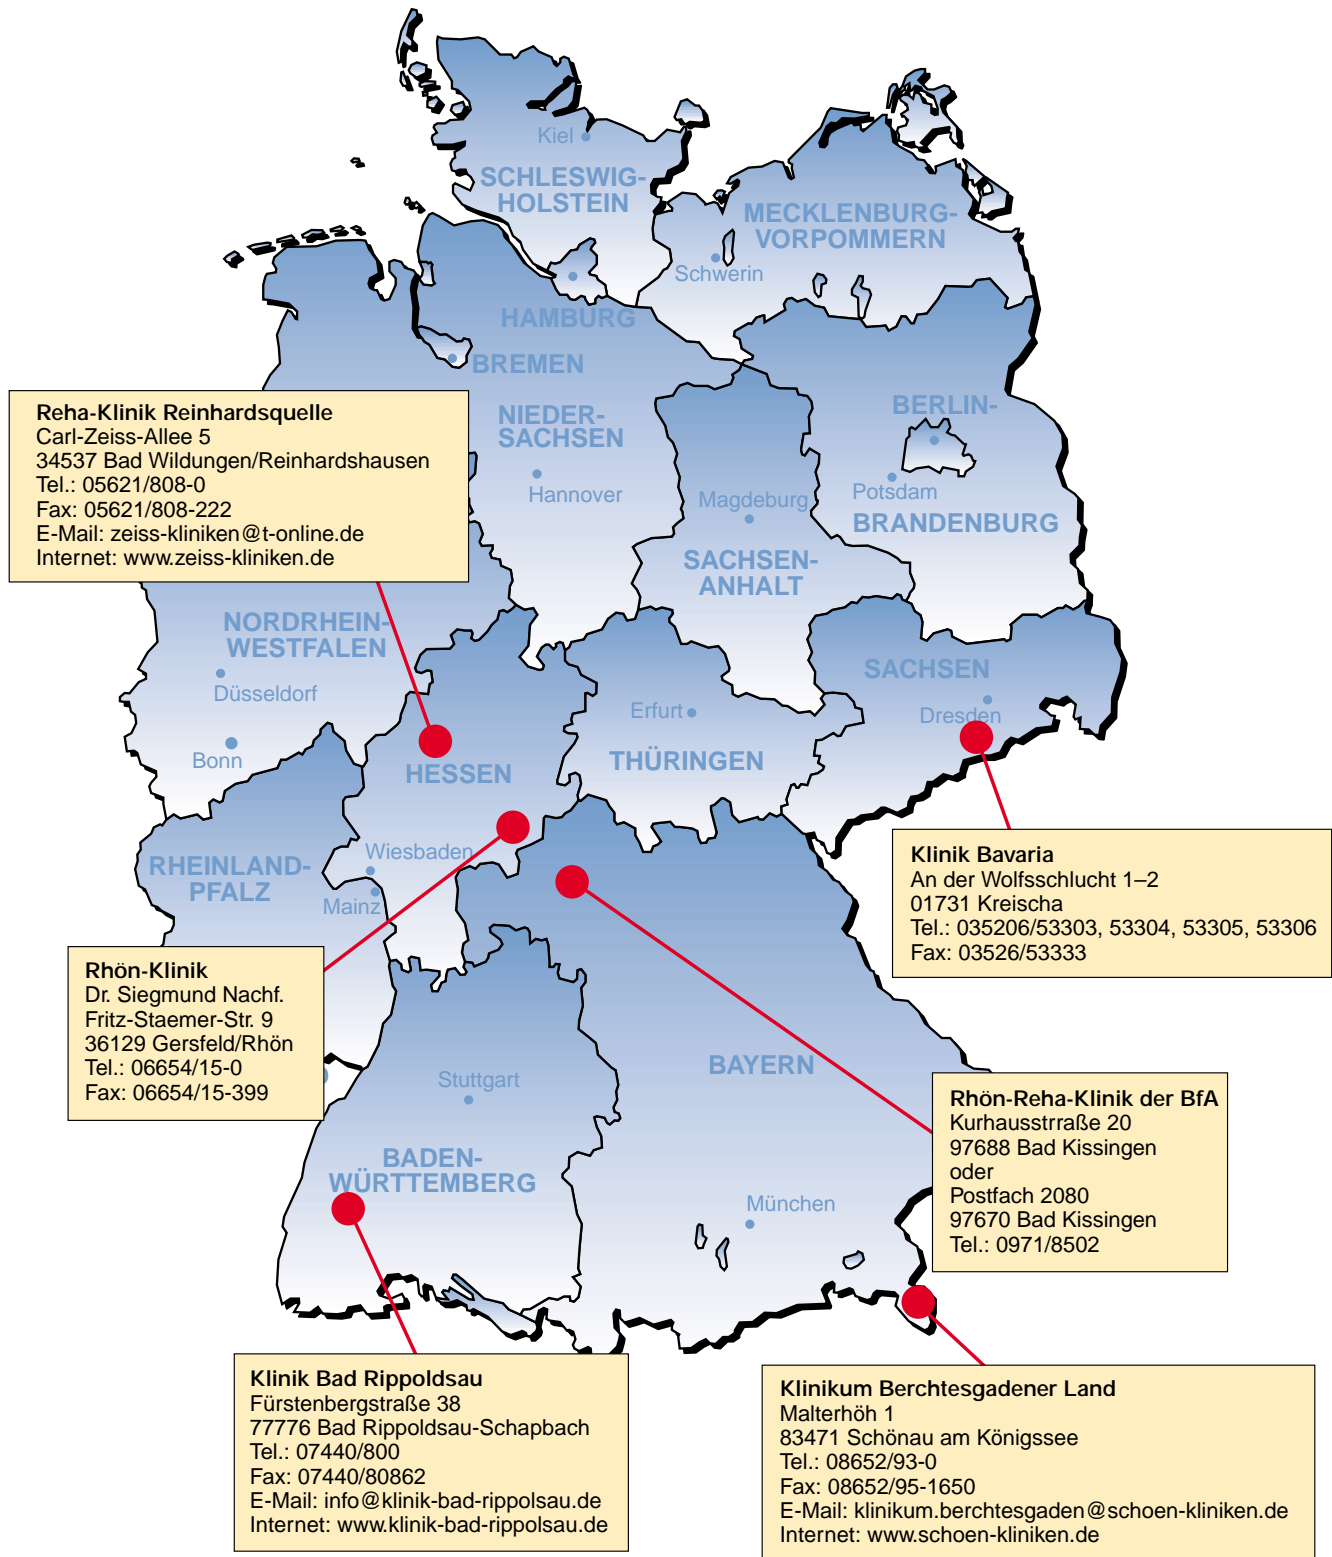 Kiel
SCHLESWIG-
HOLSTEIN
MECKLENBURG-
VORPOMMERN
Schwerin
HAMBURG
BREMEN
NIEDER-
SACHSEN
Hannover
BERLIN-
Potsdam
BRANDENBURG
Magdeburg
SACHSEN-
ANHALT
Reha-Klinik Reinhardsquelle
Carl-Zeiss-Allee 5
34537 Bad Wildungen/Reinhardshausen
Tel.: 05621/808-0
Fax: 05621/808-222
E-Mail: zeiss-kliniken@t-online.de
Internet: www.zeiss-kliniken.de
NORDRHEIN-
WESTFALEN
Düsseldorf
Bonn
HESSEN
Erfurt
THÜRINGEN
SACHSEN
Dresden
RHEINLAND-
PFALZ
Wiesbaden
Mainz
Klinik Bavaria
An der Wolfsschlucht 1–2
01731 Kreischa
Tel.: 035206/53303, 53304, 53305, 53306
Fax: 03526/53333
Rhön-Klinik
Dr. Siegmund Nachf.
Fritz-Staemer-Str. 9
36129 Gersfeld/Rhön
Tel.: 06654/15-0
Fax: 06654/15-399
Stuttgart
BADEN-
WÜRTTEMBERG
BAYERN
München
Rhön-Reha-Klinik der BfA
Kurhausstrraße 20
97688 Bad Kissingen
oder
Postfach 2080
97670 Bad Kissingen
Tel.: 0971/8502
Klinik Bad Rippoldsau
Fürstenbergstraße 38
77776 Bad Rippoldsau-Schapbach
Tel.: 07440/800
Fax: 07440/80862
E-Mail: info@klinik-bad-rippolsau.de
Internet: www.klinik-bad-rippolsau.de
Klinikum Berchtesgadener Land
Malterhöh 1
83471 Schönau am Königssee
Tel.: 08652/93-0
Fax: 08652/95-1650
E-Mail: klinikum.berchtesgaden@schoen-kliniken.de
Internet: www.schoen-kliniken.de